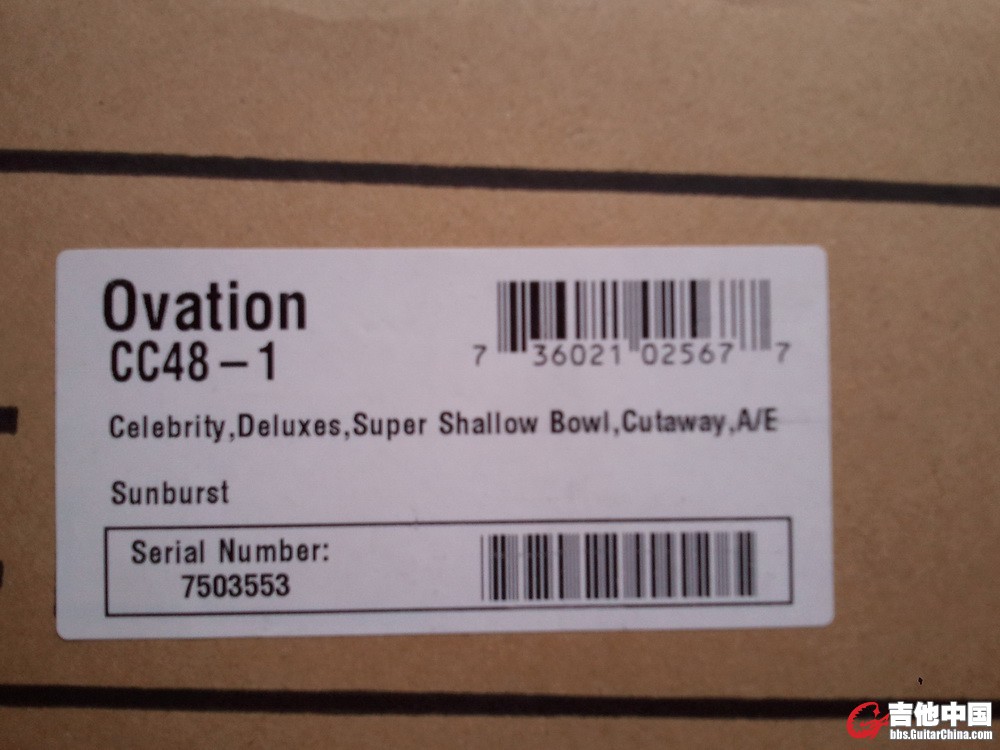 Ovation
CC48-1
7 36021 02567 7
Celebrity,Deluxes,Super Shallow Bowl,Cutaway,A/E
Sunburst
Serial Number:
7503553
吉他中国
bbs.GuitarChina.com